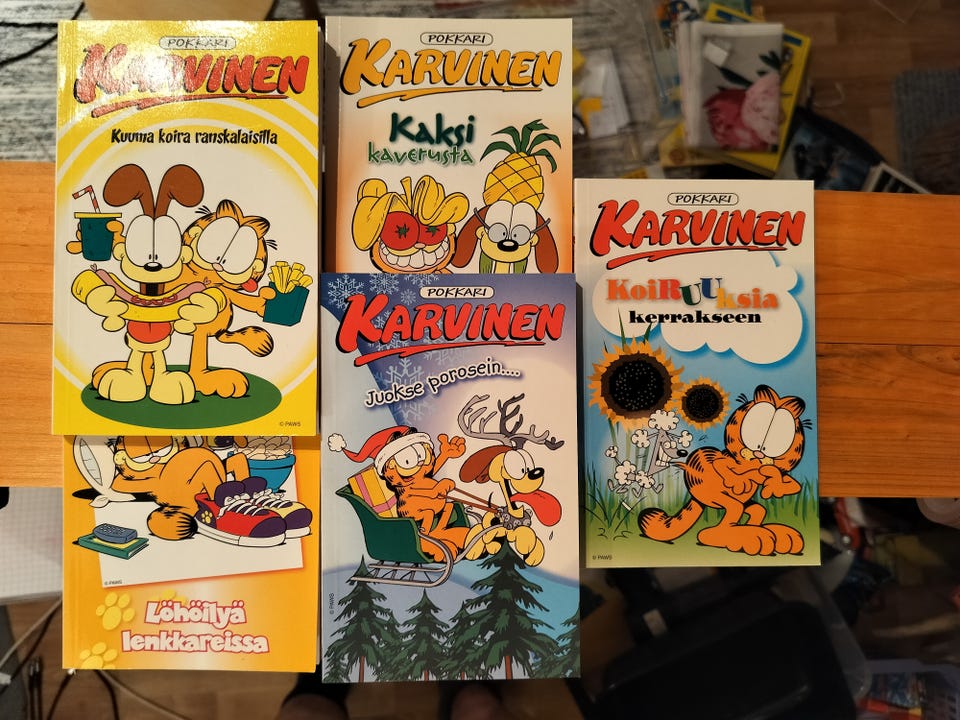 POKKARI
KARVINEN
Kuuma koira ranskalaisilla
© PAWS
POKKARI
KARVINEN
Kaksi
kaverusta
POKKARI
KARVINEN
KoiRUUksia
kerrakseen
© PAWS
POKKARI
KARVINEN
Juokse porosein....
© PAWS
© PAWS
Löhöilyä
lenkkareissa